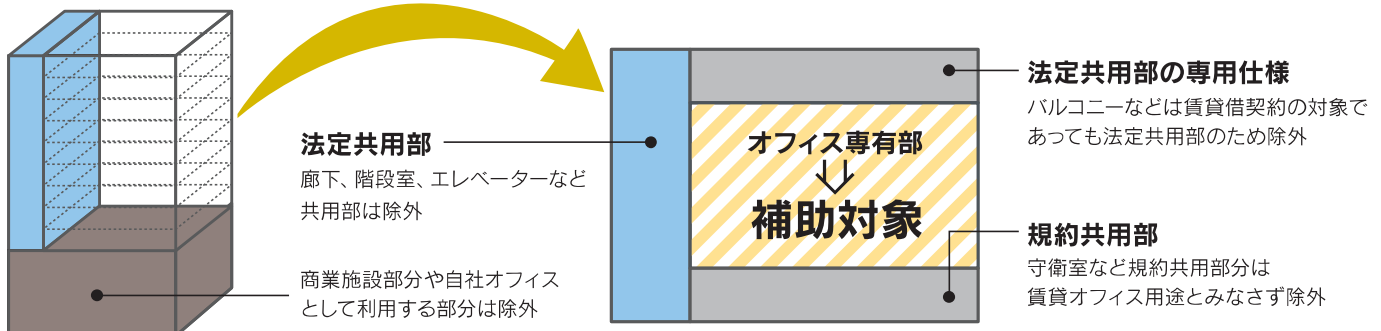 法定共用部
廊下、階段室、エレベーターなど
共用部は除外
商業施設部分や自社オフィス
として利用する部分は除外
オフィス専有部
補助対象
法定共用部の専用仕様
バルコニーなどは賃貸借契約の対象で
あっても法定共用部のため除外
規約共用部
守衛室など規約共用部分は
賃貸オフィス用途とみなさず除外